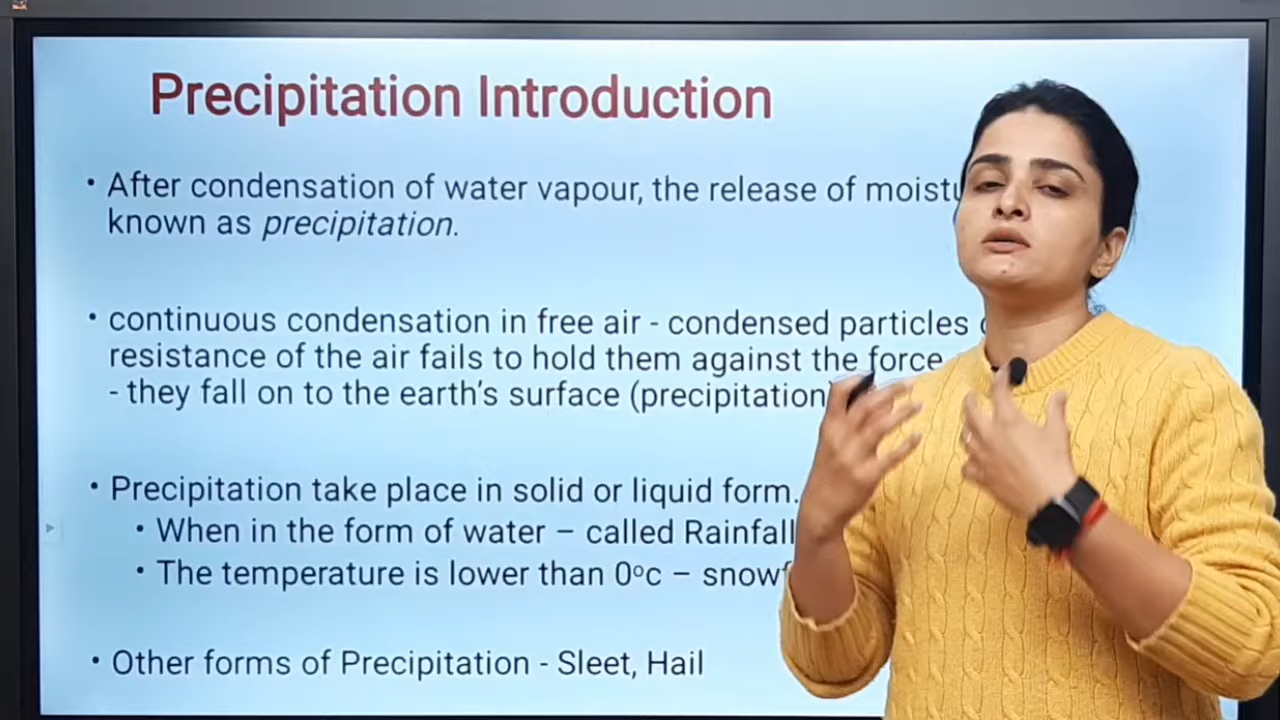 Precipitation Introduction
• After condensation of water vapour, the release of
known as precipitation.
• continuous condensation in free air - condensed particles
resistance of the air fails to hold them against the force
- they fall on to the earth's surface (precipitation)
• Precipitation take place in solid or liquid form.
• When in the form of water – called Rainfall
• The temperature is lower than 0°c –
• Other forms of Precipitation - Sleet, Hail